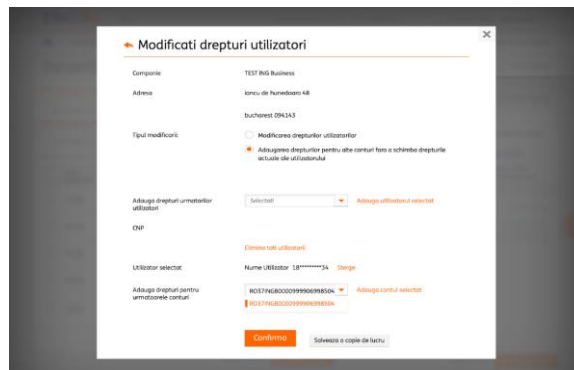 Modificati drepturi utilizatori
Companie TEST ING Business
Adresa Iancu de hunedoara 48
bucharest 094143
Tipul modificarii: Modificarea drepturilor utilizatorilor
Adaugarea drepturilor pentru alte conturi fara a schimba drepturile
actuale ale utilizatorului
Adauga drepturi urmatorilor utilizatori Selectati Adauga utilizatorul selectat
CNP
Elimina toti utilizatorii
Utilizator selectat Nume Utilizator 18*********34 Sterge
Adauga drepturi pentru urmatoarele conturi RO37INGB0000999906998504 Adauga contul selectat
RO37INGB0000999906998504
Confirma Salveaza o copie de lucru